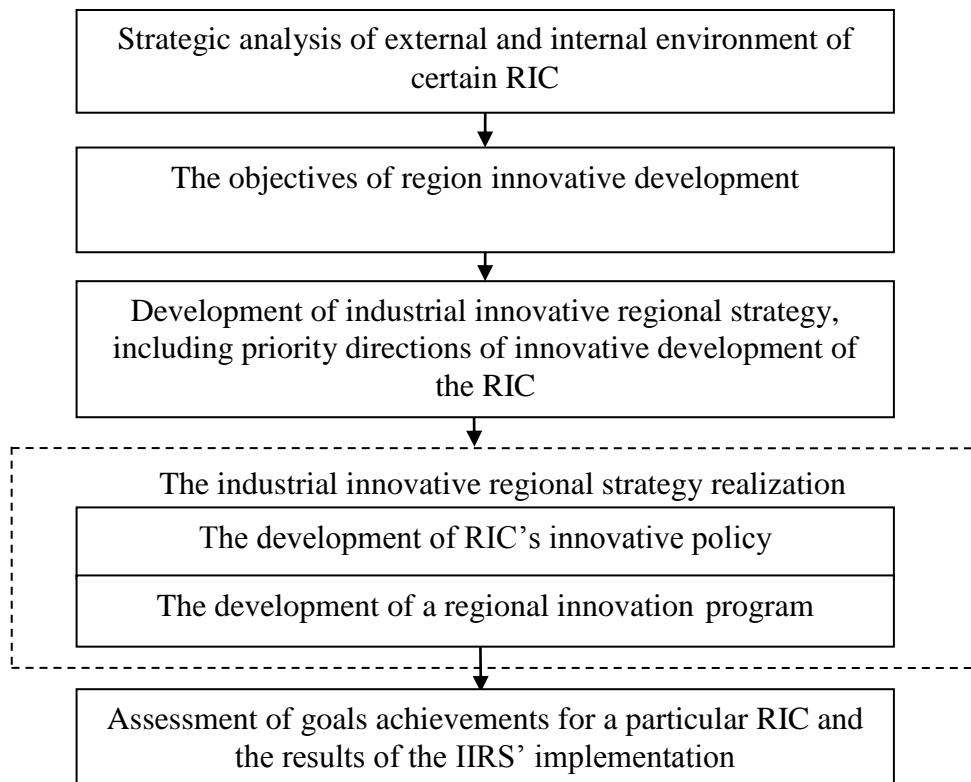 Strategic analysis of external and internal environment of
certain RIC
The objectives of region innovative development
Development of industrial innovative regional strategy,
including priority directions of innovative development of
the RIC
The industrial innovative regional strategy realization
The development of RIC’s innovative policy
The development of a regional innovation program
Assessment of goals achievements for a particular RIC and
the results of the IIRS’ implementation